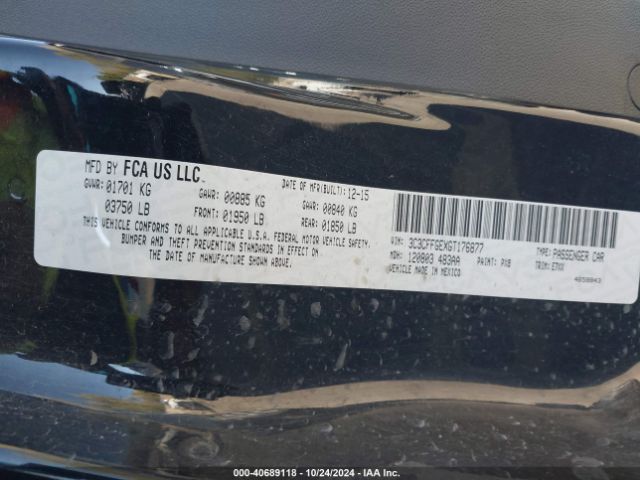 MFD BY FCA US LLC
DATE OF MFR(BUILT): 12-15
GVWR: 01701 KG GAWR: 00885 KG GAWR: 00840 KG
03750 LB FRONT: 01950 LB REAR: 01850 LB
THIS VEHICLE CONFORMS TO ALL APPLICABLE U.S.A. FEDERAL MOTOR VEHICLE SAFETY,
BUMPER AND THEFT PREVENTION STANDARDS IN EFFECT ON
THE DATE OF MANUFACTURE SHOWN ABOVE.
VIN: 3C3CFFGEXGT176877 TYPE: PASSENGER CAR
MDH: 120803 483AA PAINT: PX8 TRIM: E7XX
VEHICLE MADE IN MEXICO 4858043
000-40689118 - 10/24/2024 - IAA Inc.